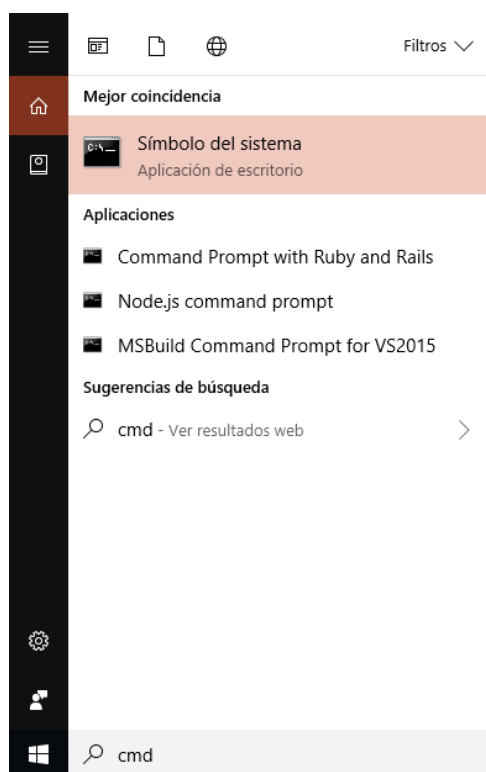 Filtros
Mejor coincidencia
Símbolo del sistema
Aplicación de escritorio
Aplicaciones
Command Prompt with Ruby and Rails
Node.js command prompt
MSBuild Command Prompt for VS2015
Sugerencias de búsqueda
cmd - Ver resultados web
cmd